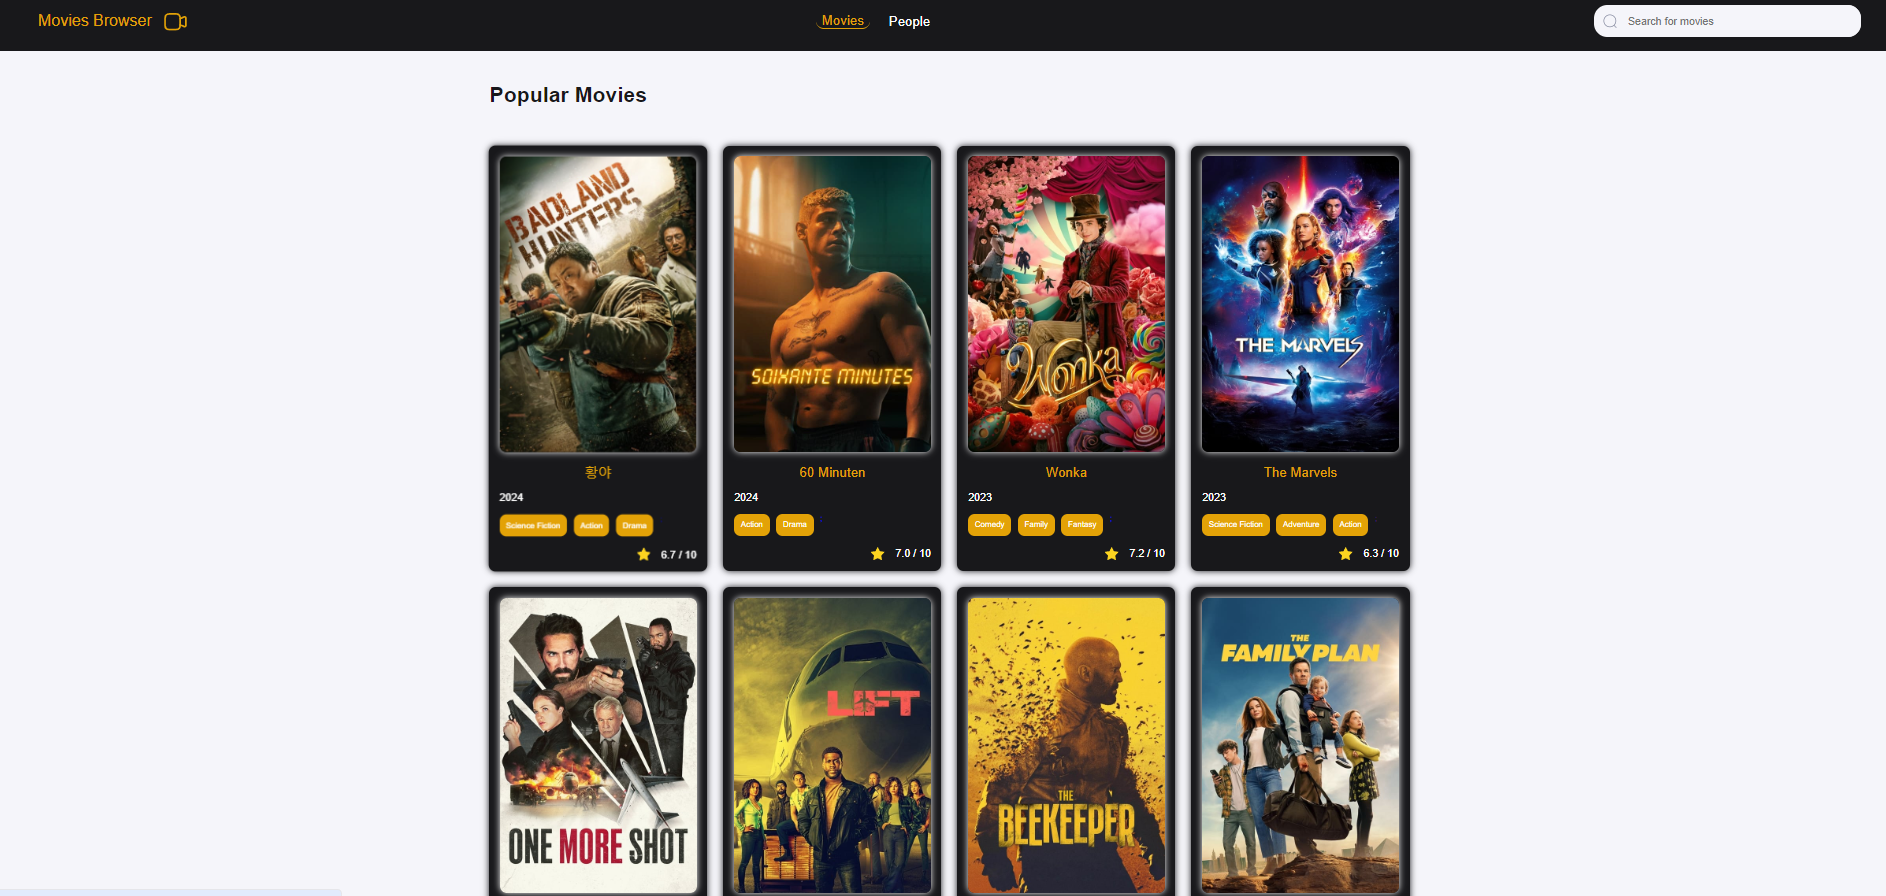 Movies Browser
Movies People
Search for movies
Popular Movies
BADLAND
HUNTERS
SOIXANTE MINUTES
Wonka
THE MARVELS
황야
60 Minuten
Wonka
The Marvels
2024
2024
2023
2023
Science Fiction Action Drama
Action Drama
Comedy Family Fantasy
Science Fiction Adventure Action
6.7 / 10
7.0 / 10
7.2 / 10
6.3 / 10
ONE MORE SHOT
LIFT
THE
BEEKEEPER
THE
FAMILY PLAN